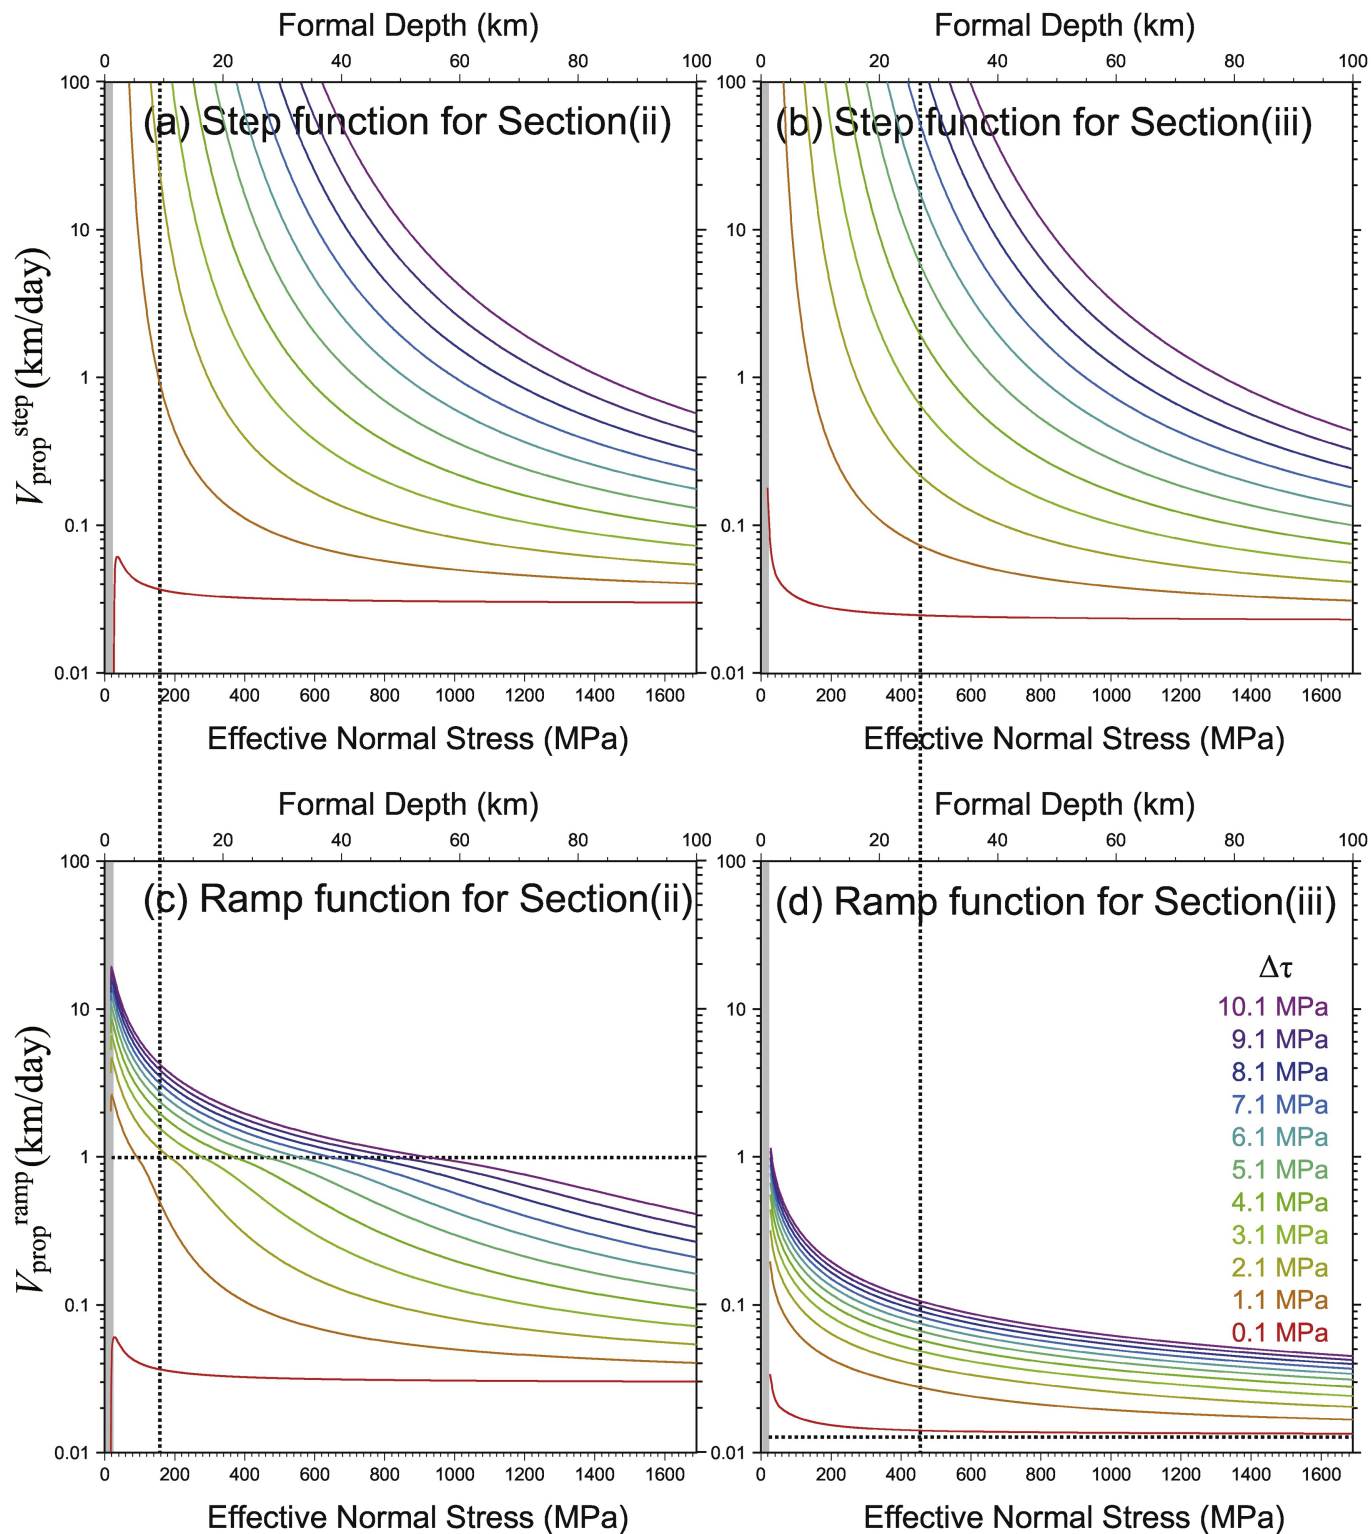 Formal Depth (km)
0 20 40 60 80 100
(a) Step function for Section(ii)
100
10
1
0.1
0.01
V_prop^step (km/day)
0 200 400 600 800 1000 1200 1400 1600
Effective Normal Stress (MPa)
Formal Depth (km)
0 20 40 60 80 100
(b) Step function for Section(iii)
100
10
1
0.1
0.01
0 200 400 600 800 1000 1200 1400 1600
Effective Normal Stress (MPa)
Formal Depth (km)
0 20 40 60 80 100
(c) Ramp function for Section(ii)
100
10
1
0.1
0.01
V_prop^ramp (km/day)
0 200 400 600 800 1000 1200 1400 1600
Effective Normal Stress (MPa)
Formal Depth (km)
0 20 40 60 80 100
(d) Ramp function for Section(iii)
100
10
1
0.1
0.01
Δτ
10.1 MPa
9.1 MPa
8.1 MPa
7.1 MPa
6.1 MPa
5.1 MPa
4.1 MPa
3.1 MPa
2.1 MPa
1.1 MPa
0.1 MPa
0 200 400 600 800 1000 1200 1400 1600
Effective Normal Stress (MPa)